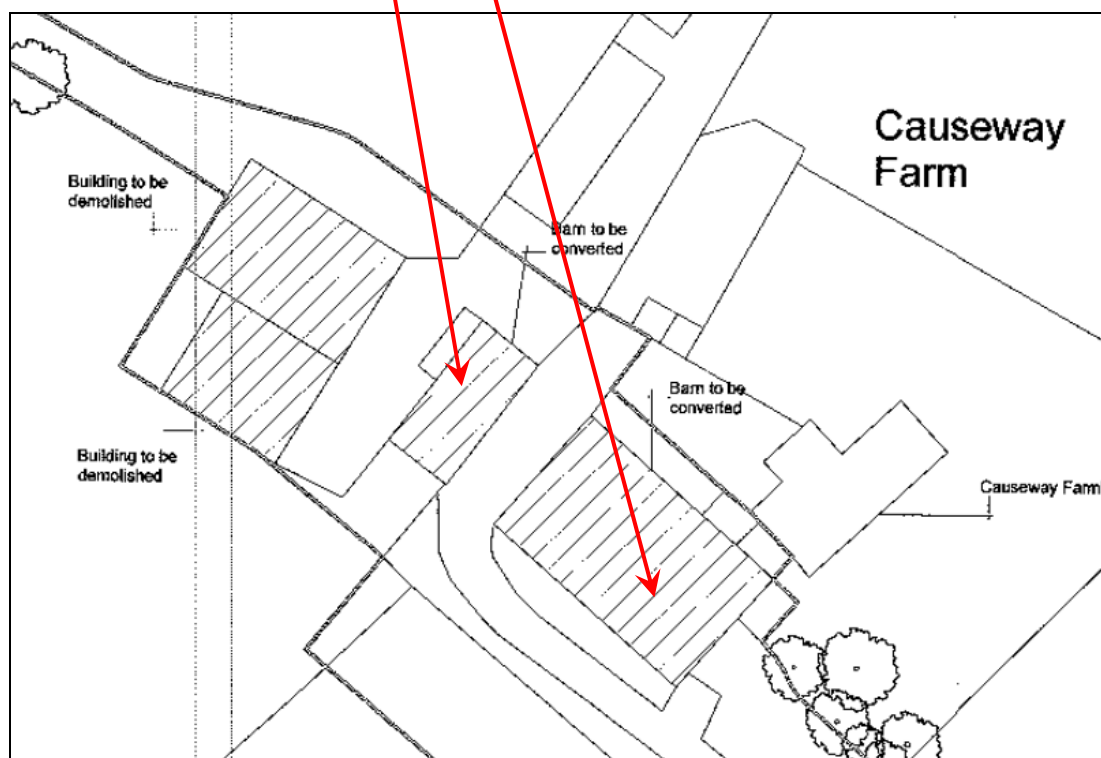 Causeway
Farm
Building to be
demolished
Barn to be
converted
Barn to be
converted
Building to be
demolished
Causeway Farm